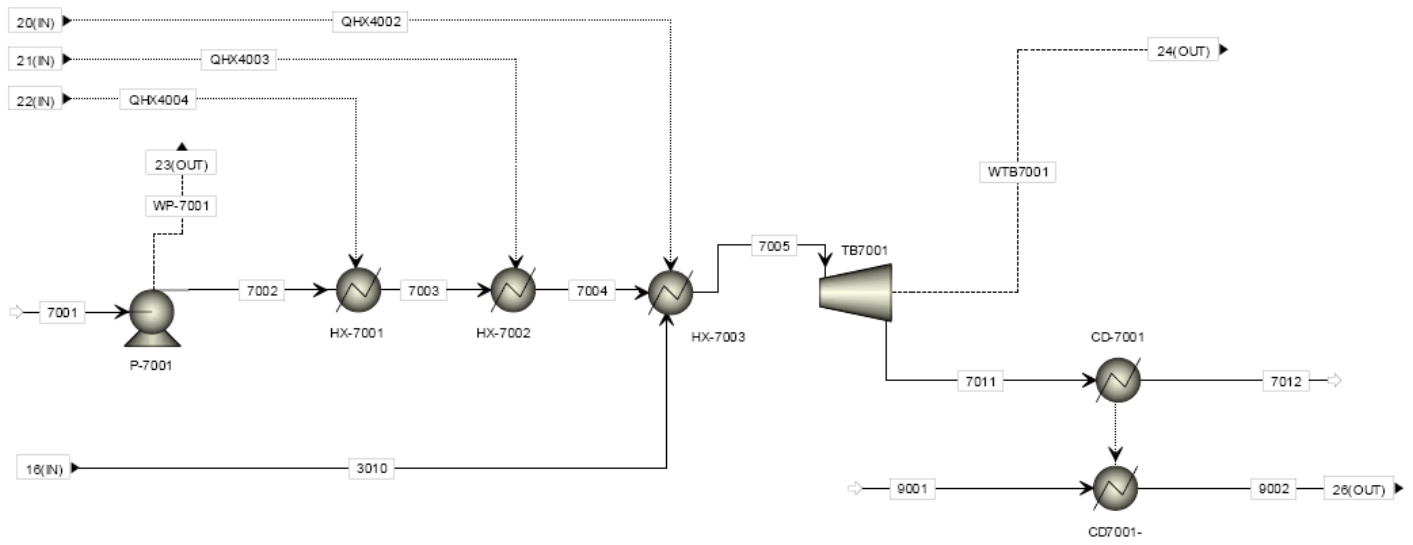 20(IN)
QHX4002
21(IN)
QHX4003
24(OUT)
22(IN)
QHX4004
23(OUT)
WTB7001
WP-7001
7005
TB7001
7002
7003
7004
7001
HX-7001
HX-7002
HX-7003
CD-7001
P-7001
7011
7012
16(IN)
3010
9001
9002
26(OUT)
CD7001-